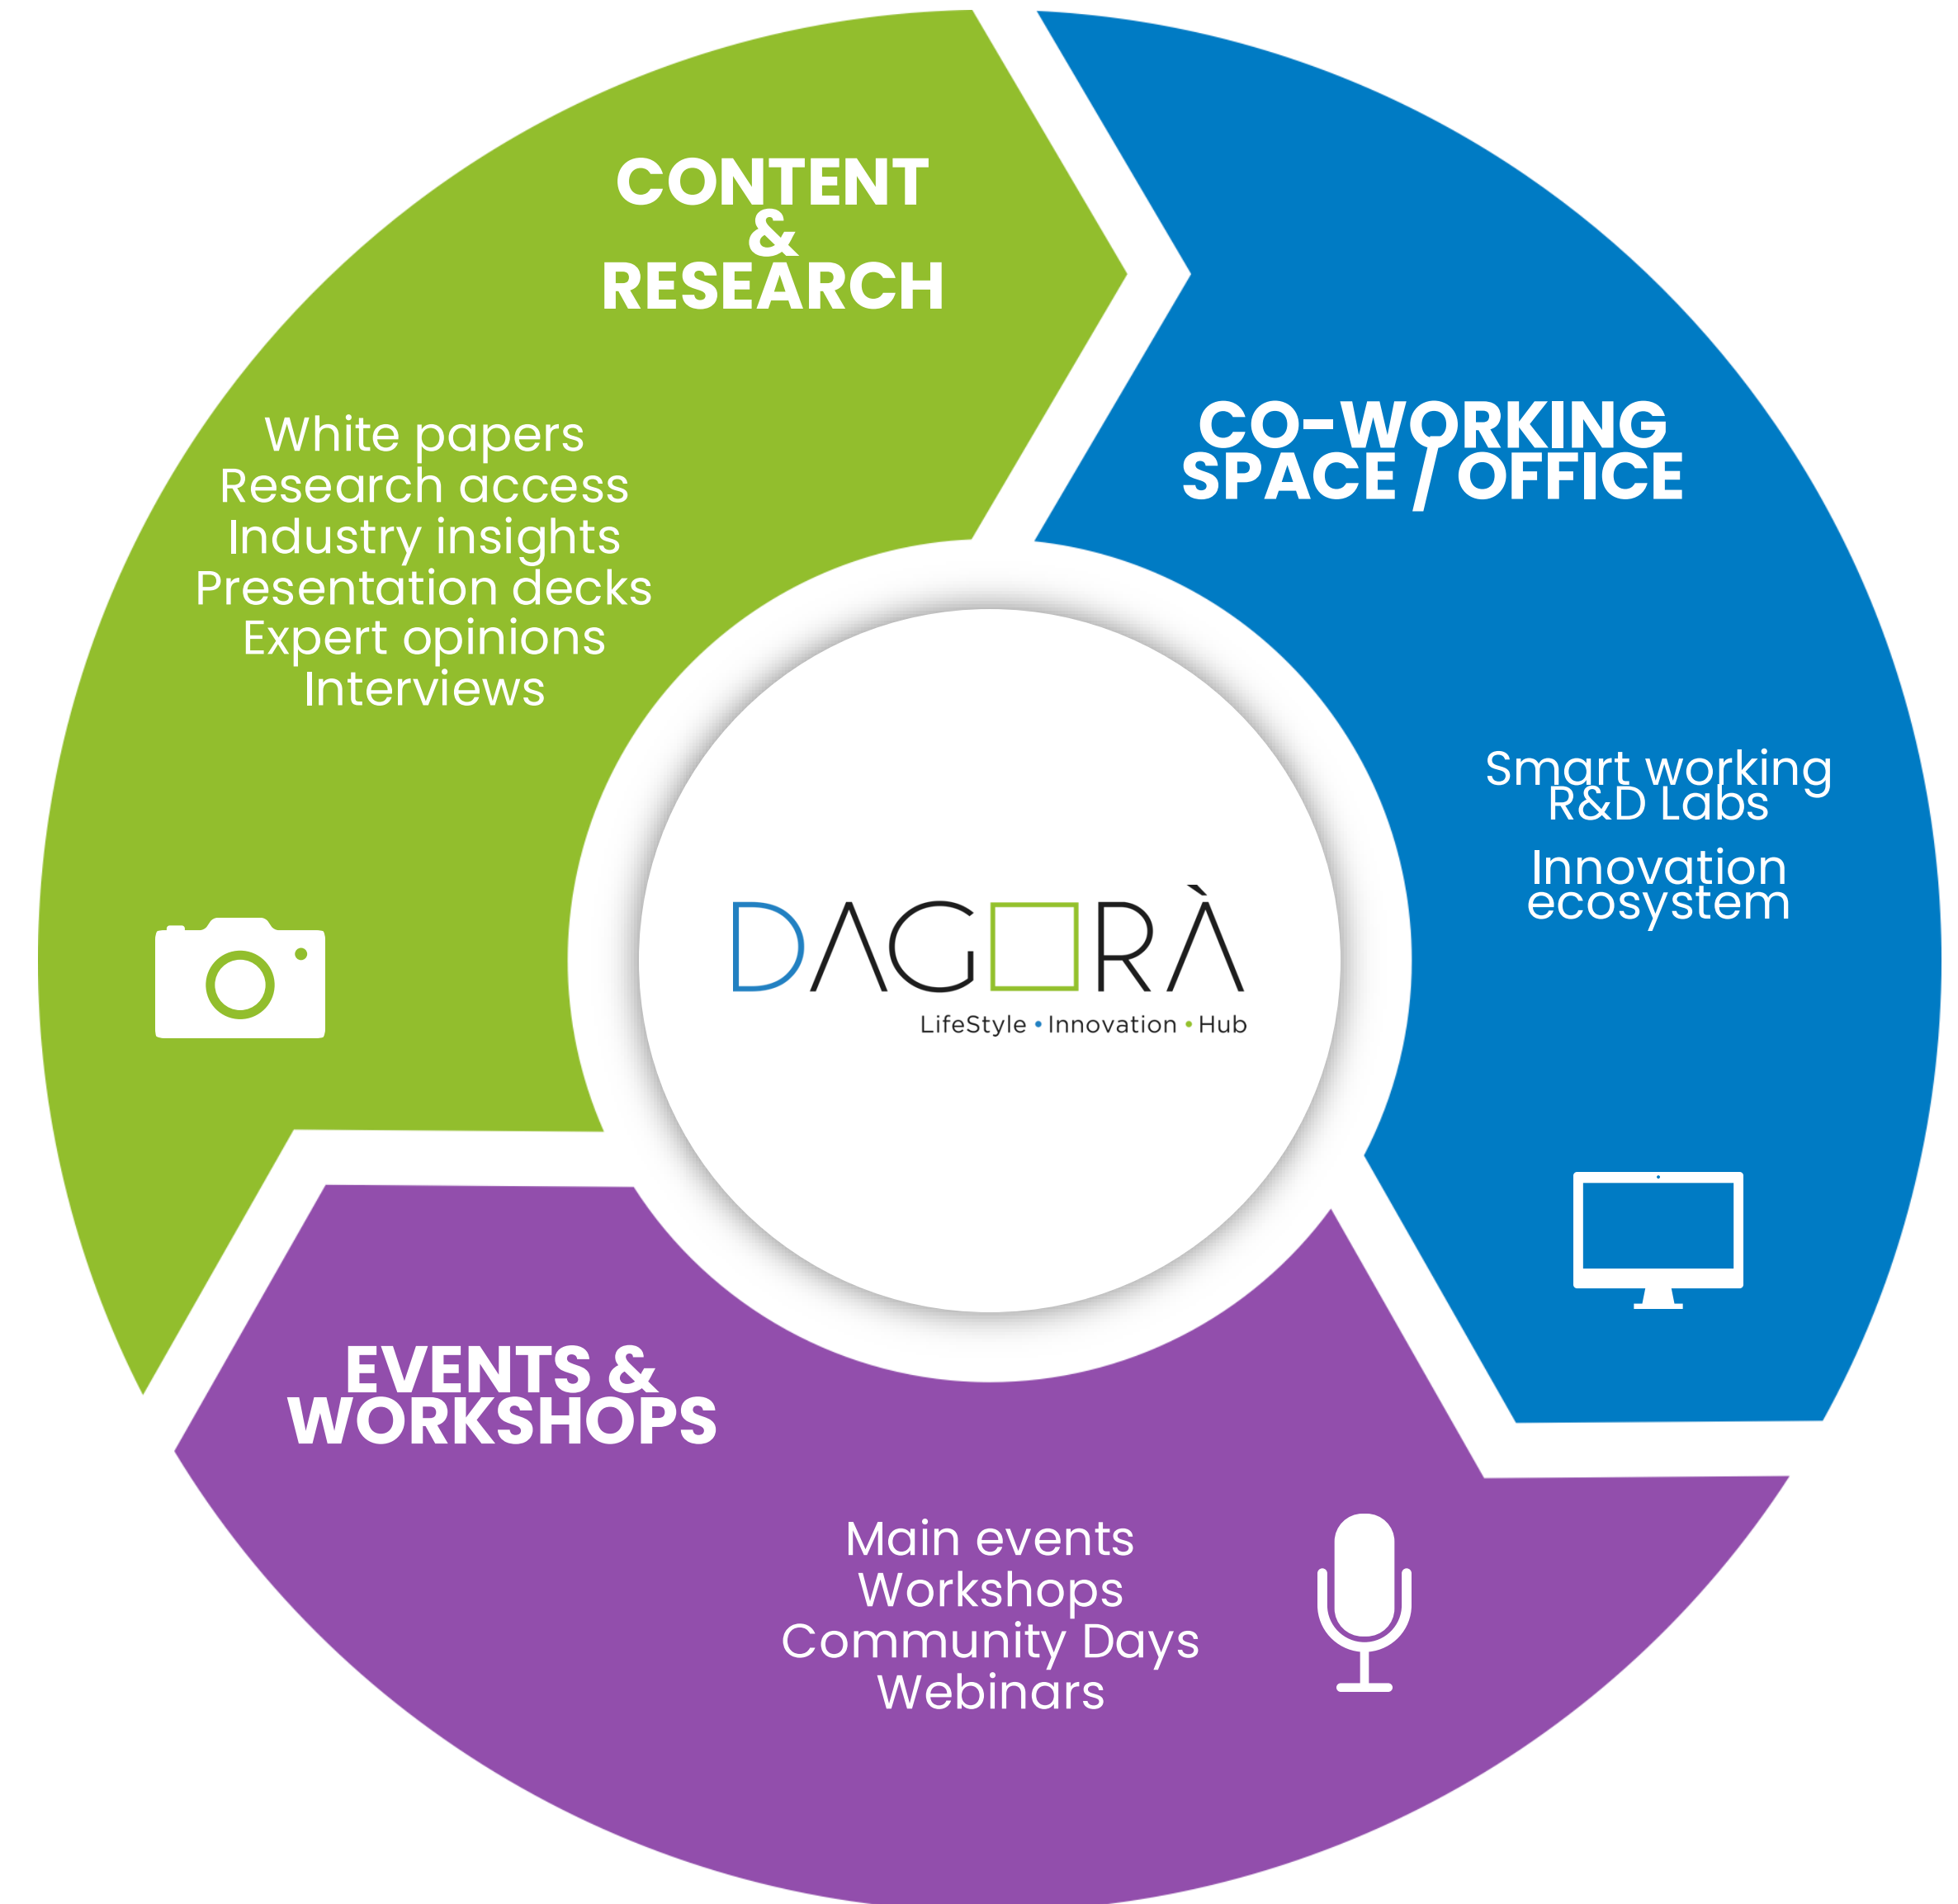 CONTENT
&
RESEARCH
White papers
Research access
Industry insights
Presentation decks
Expert opinions
Interviews
CO-WORKING
SPACE / OFFICE
Smart working
R&D Labs
Innovation
ecosystem
DAGORÀ
LifeStyle • Innovation • Hub
EVENTS &
WORKSHOPS
Main events
Workshops
Community Days
Webinars